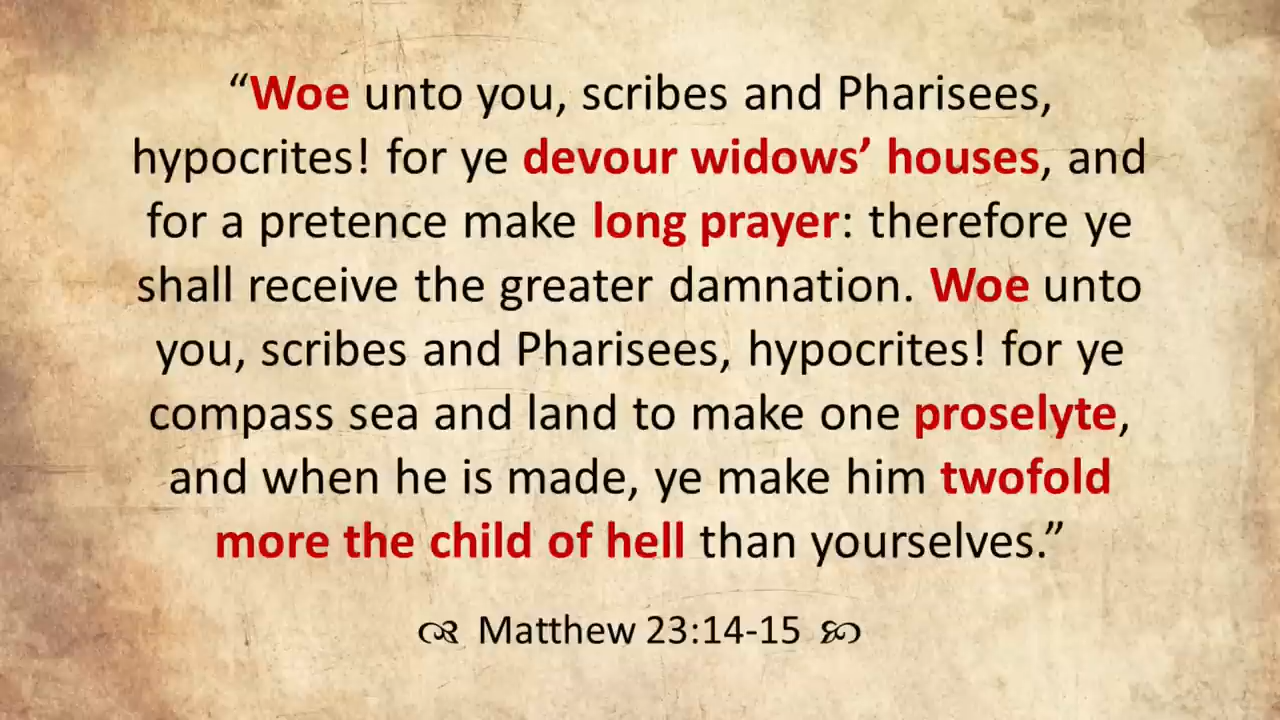 “Woe unto you, scribes and Pharisees,
hypocrites! for ye devour widows’ houses, and
for a pretence make long prayer: therefore ye
shall receive the greater damnation. Woe unto
you, scribes and Pharisees, hypocrites! for ye
compass sea and land to make one proselyte,
and when he is made, ye make him twofold
more the child of hell than yourselves.”
Matthew 23:14-15